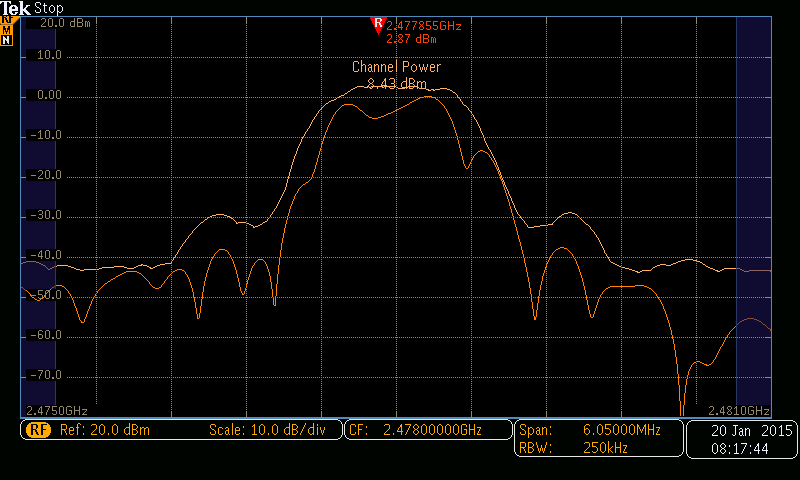 Tek Stop
R
M
N
20.0 dBm
R
2.477855GHz
2.87 dBm
10.0
Channel Power
8.43 dBm
0.00
-10.0
-20.0
-30.0
-40.0
-50.0
-60.0
-70.0
2.4750GHz
2.4810GHz
RF Ref: 20.0 dBm Scale: 10.0 dB/div CF: 2.47800000GHz Span: 6.05000MHz 20 Jan 2015
RBW: 250kHz 08:17:44